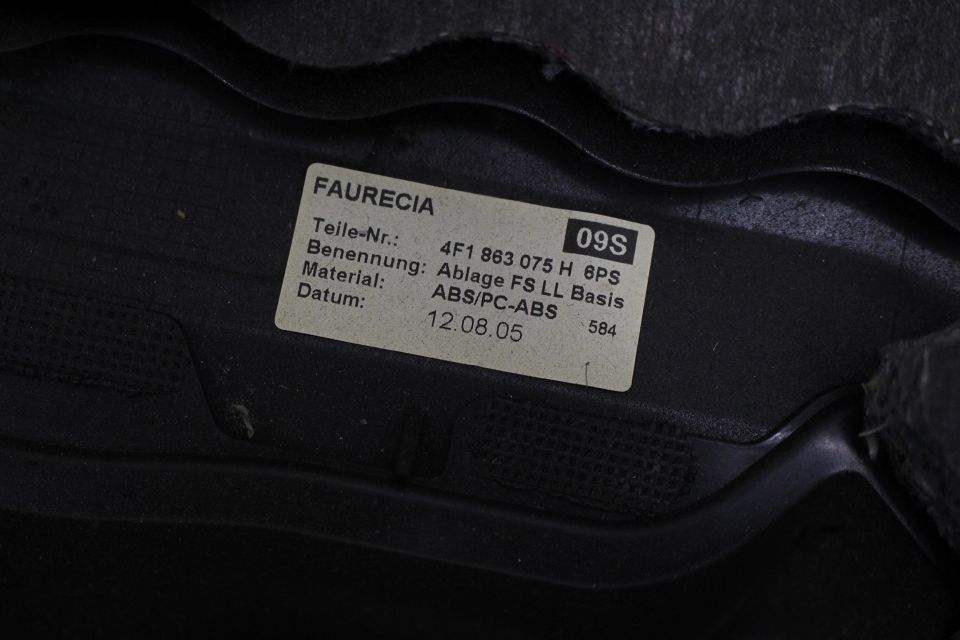 FAURECIA
09S
Teile-Nr.: 4F1 863 075 H 6PS
Benennung: Ablage FS LL Basis
Material: ABS/PC-ABS 584
Datum: 12.08.05